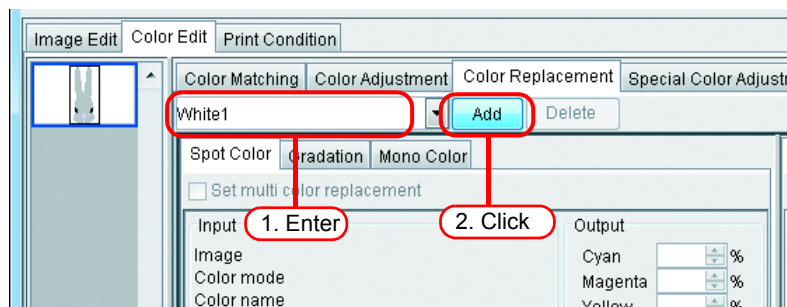 Image Edit Color Edit Print Condition
Color Matching Color Adjustment Color Replacement Special Color
White1 Add Delete
Spot Color Gradation Mono Color
Set multi color replacement
Input 1. Enter 2. Click Output
Image Cyan %
Color mode Magenta %
Color name Yellow %